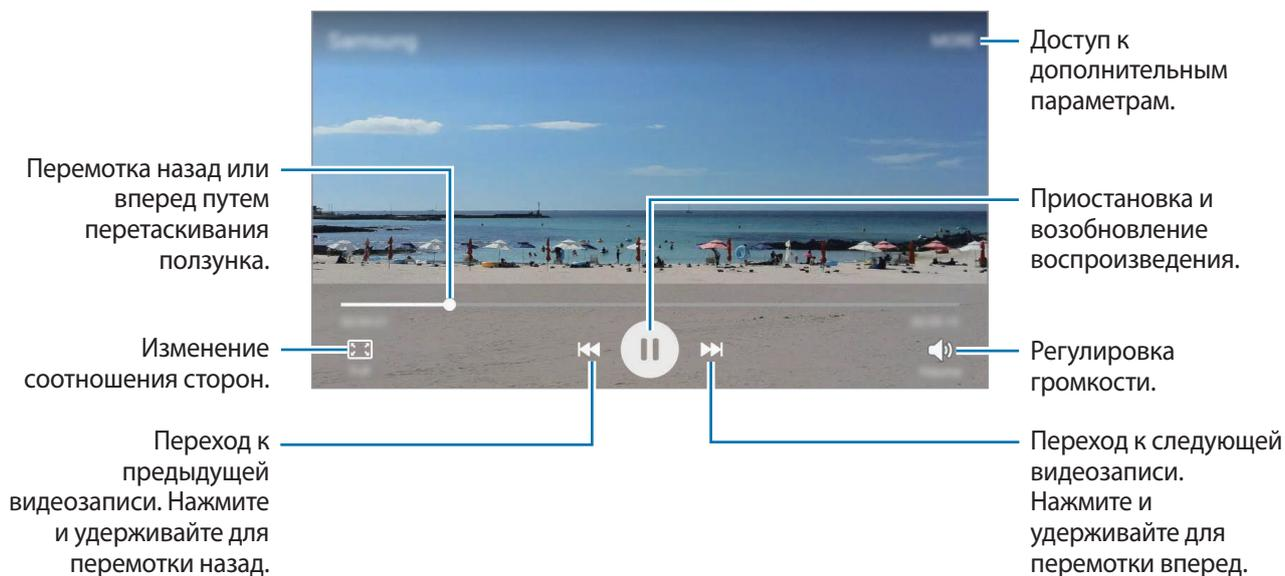 Доступ к
дополнительным
параметрам.
Перемотка назад или
вперед путем
перетаскивания
ползунка.
Приостановка и
возобновление
воспроизведения.
Изменение
соотношения сторон.
Регулировка
громкости.
Переход к
предыдущей
видеозаписи. Нажмите
и удерживайте для
перемотки назад.
Переход к следующей
видеозаписи.
Нажмите и
удерживайте для
перемотки вперед.